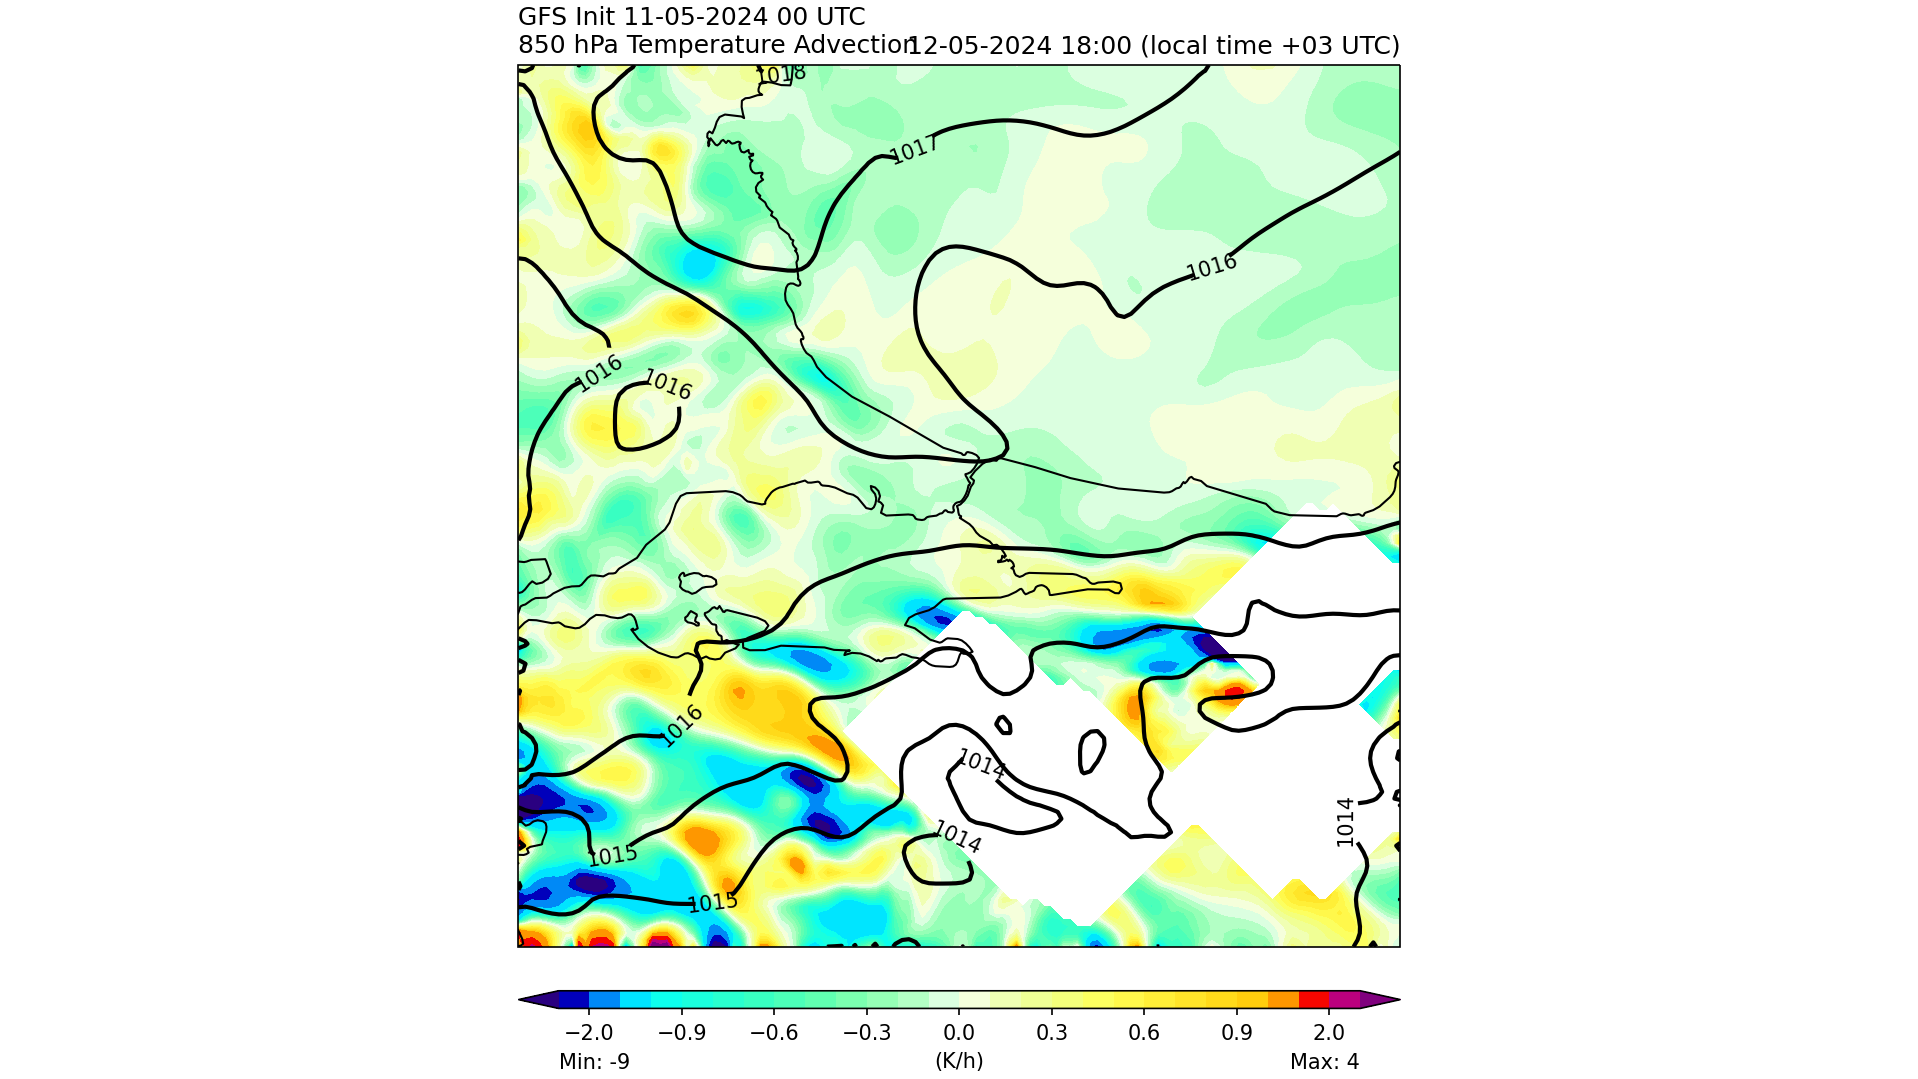 GFS Init 11-05-2024 00 UTC
850 hPa Temperature Advection
12-05-2024 18:00 (local time +03 UTC)
1018
1017
1016
1016
1016
1016
1014
1014
1014
1015
1015
−2.0 −0.9 −0.6 −0.3 0.0 0.3 0.6 0.9 2.0
Min: -9 (K/h) Max: 4